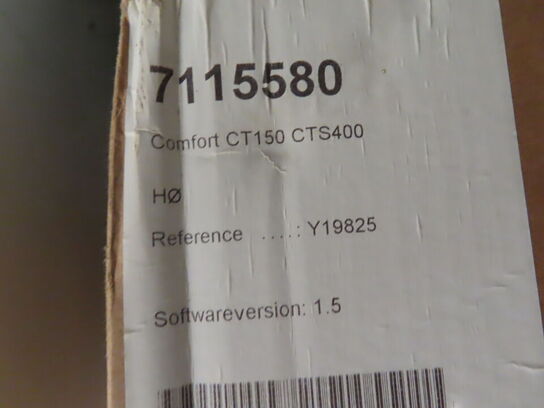 7115580
Comfort CT150 CTS400
HØ
Reference ....: Y19825
Softwareversion: 1.5